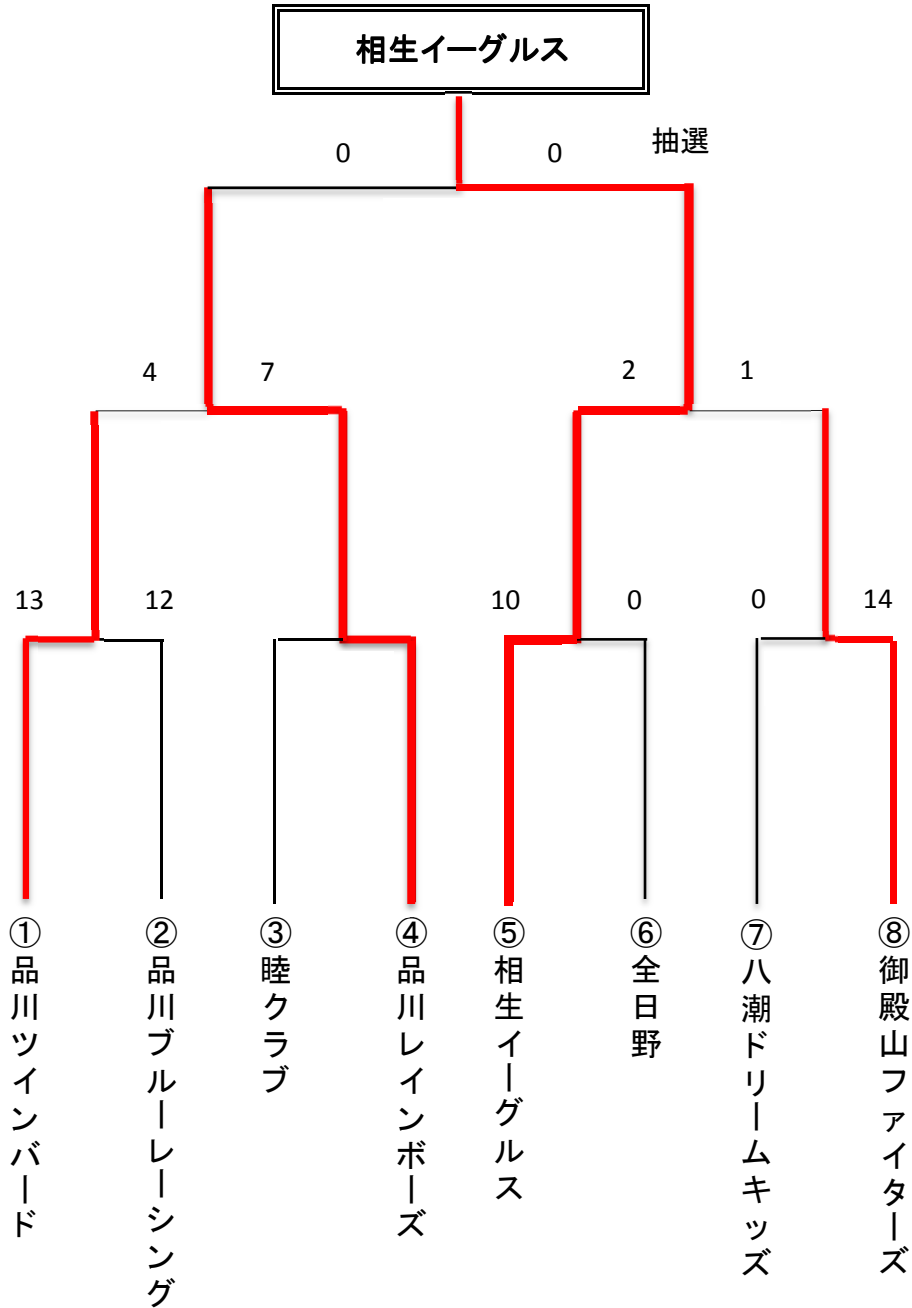 相生イーグルス
0 0 抽選
4 7 2 1
13 12 10 0 0 14
①品川ツインバード
②品川ブルーレーシング
③睦クラブ
④品川レインボーズ
⑤相生イーグルス
⑥全日野
⑦八潮ドリームキッズ
⑧御殿山ファイターズ